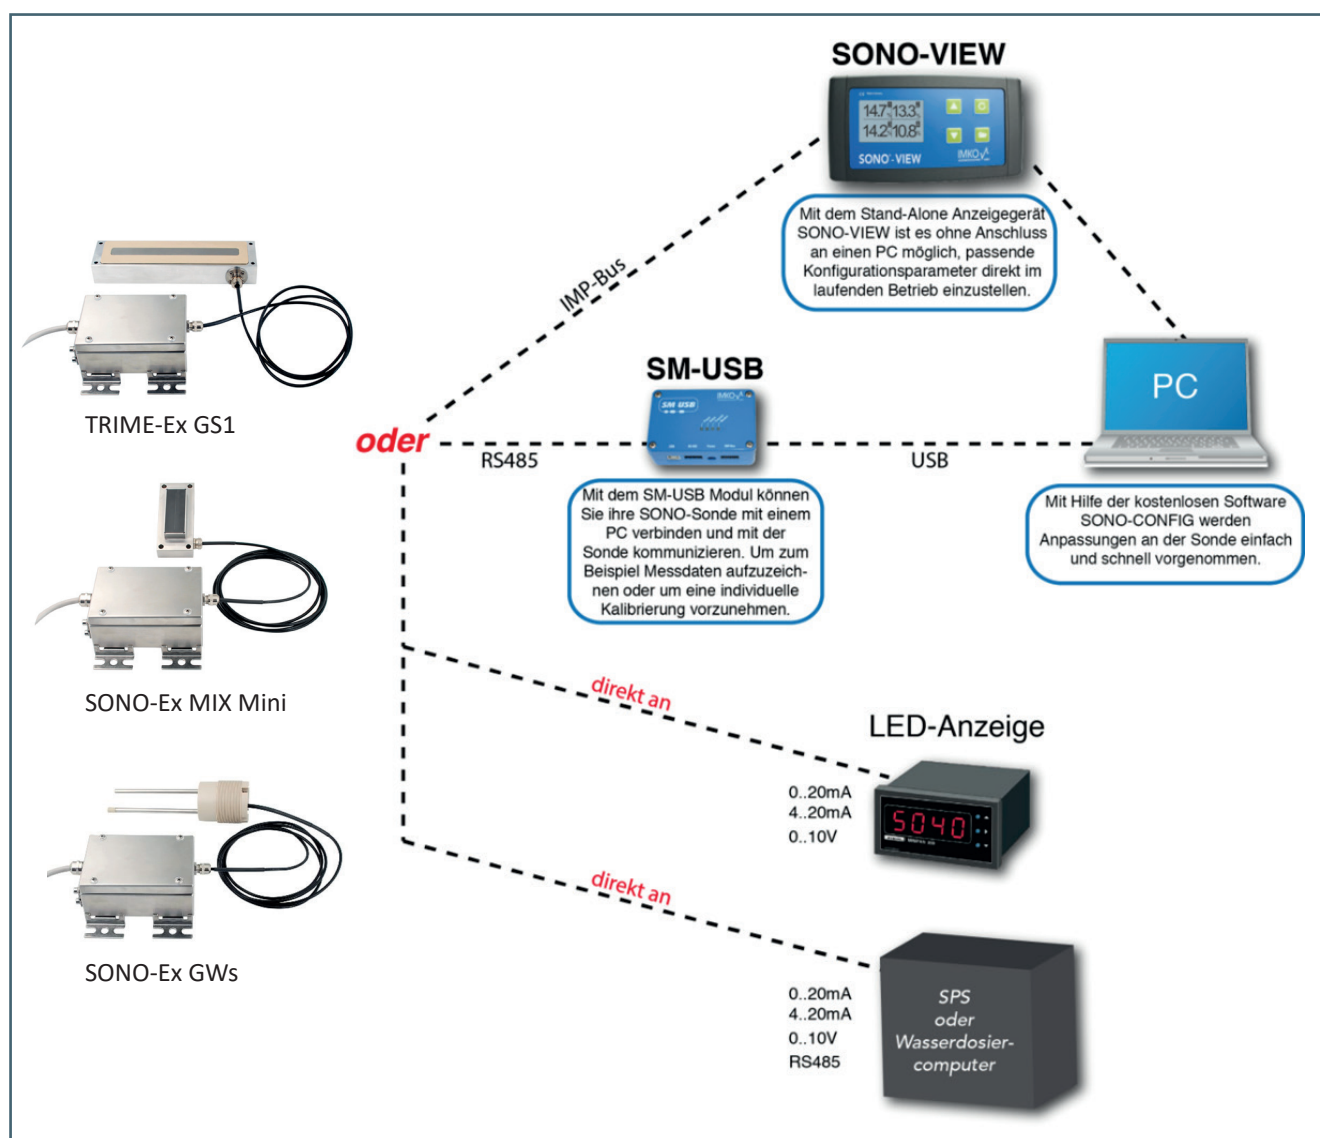 SONO-VIEW
14.7 13.3
14.2 10.8
SONO-VIEW
IMKO
Mit dem Stand-Alone Anzeigegerät
SONO-VIEW ist es ohne Anschluss
an einen PC möglich, passende
Konfigurationsparameter direkt im
laufenden Betrieb einzustellen.
IMP-Bus
TRIME-Ex GS1
SM-USB
SM USB
IMKO
PC
oder
RS485
USB
Mit dem SM-USB Modul können
Sie ihre SONO-Sonde mit einem
PC verbinden und mit der
Sonde kommunizieren. Um zum
Beispiel Messdaten aufzuzeich-
nen oder um eine individuelle
Kalibrierung vorzunehmen.
Mit Hilfe der kostenlosen Software
SONO-CONFIG werden
Anpassungen an der Sonde einfach
und schnell vorgenommen.
SONO-Ex MIX Mini
direkt an
LED-Anzeige
0..20mA
4..20mA
0..10V
5040
direkt an
SONO-Ex GWs
0..20mA
4..20mA
0..10V
RS485
SPS
oder
Wasserdosier-
computer